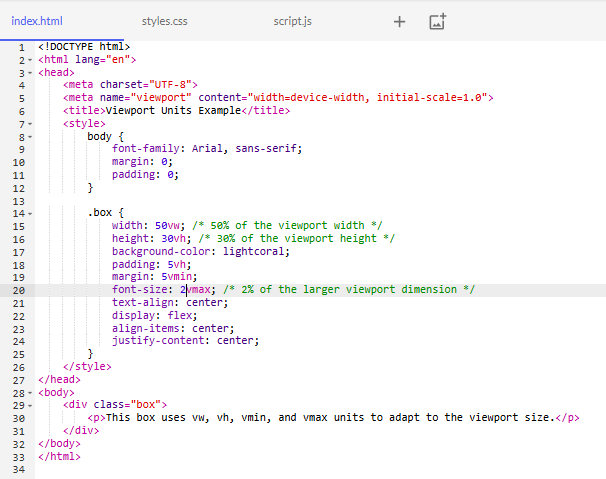 index.html styles.css script.js +
1 <!DOCTYPE html>
2 <html lang="en">
3 <head>
4 <meta charset="UTF-8">
5 <meta name="viewport" content="width=device-width, initial-scale=1.0">
6 <title>Viewport Units Example</title>
7 <style>
8 body {
9 font-family: Arial, sans-serif;
10 margin: 0;
11 padding: 0;
12 }
13
14 .box {
15 width: 50vw; /* 50% of the viewport width */
16 height: 30vh; /* 30% of the viewport height */
17 background-color: lightcoral;
18 padding: 5vh;
19 margin: 5vmin;
20 font-size: 2vmax; /* 2% of the larger viewport dimension */
21 text-align: center;
22 display: flex;
23 align-items: center;
24 justify-content: center;
25 }
26 </style>
27 </head>
28 <body>
29 <div class="box">
30 <p>This box uses vw, vh, vmin, and vmax units to adapt to the viewport size.</p>
31 </div>
32 </body>
33 </html>
34